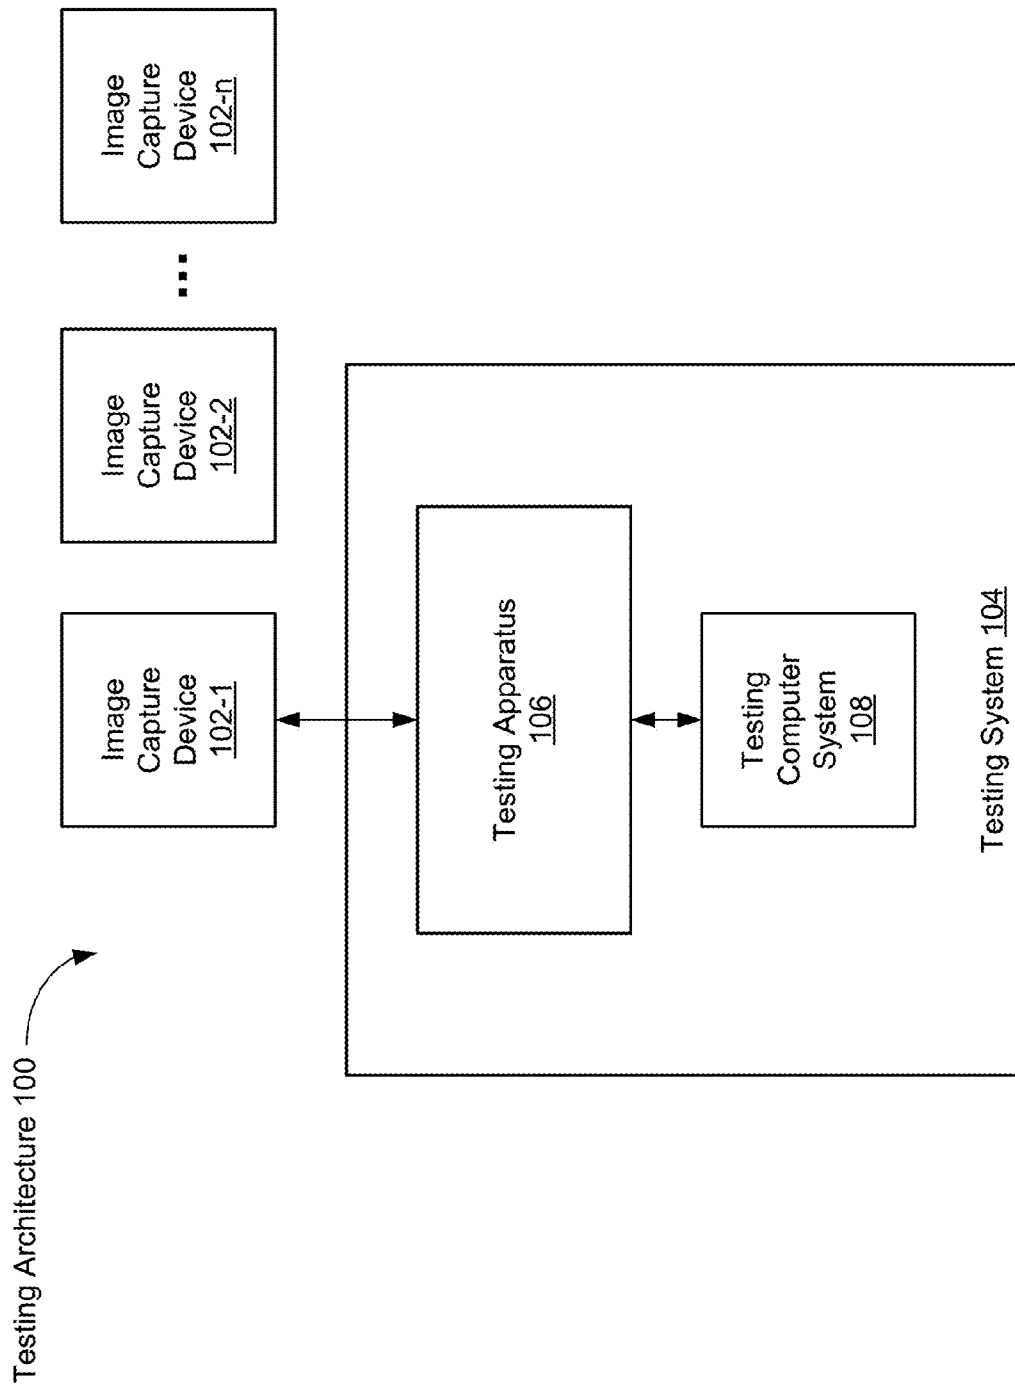 Testing Architecture 100
Image
Capture
Device
102-1
Image
Capture
Device
102-2
...
Image
Capture
Device
102-n
Testing Apparatus
106
Testing
Computer
System
108
Testing System 104